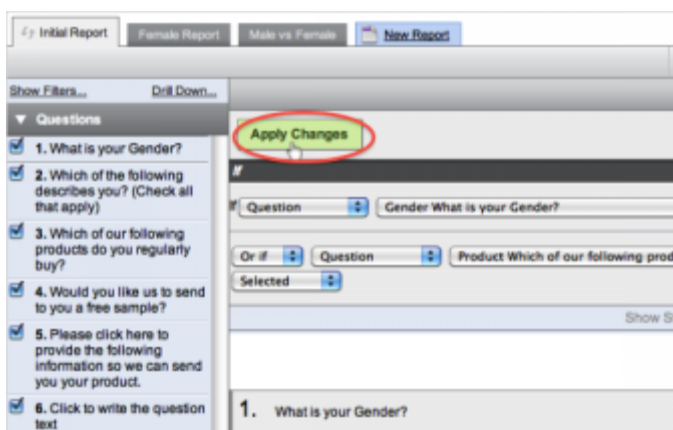 Initial Report
Female Report
Male vs Female
New Report
Show Filters...
Drill Down...
Questions
1. What is your Gender?
2. Which of the following
describes you? (Check all
that apply)
3. Which of our following
products do you regularly
buy?
4. Would you like us to send
to you a free sample?
5. Please click here to
provide the following
information so we can send
you your product.
6. Click to write the question
text
Apply Changes
If
If Question Gender What is your Gender?
Or if Question Product Which of our following prod
Selected
Show S
1. What is your Gender?